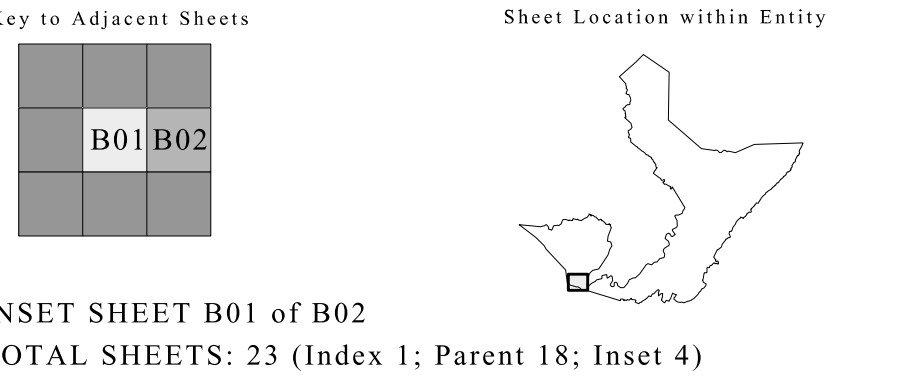 ey to Adjacent Sheets
Sheet Location within Entity
B01 B02
NSET SHEET B01 of B02
OTAL SHEETS: 23 (Index 1; Parent 18; Inset 4)